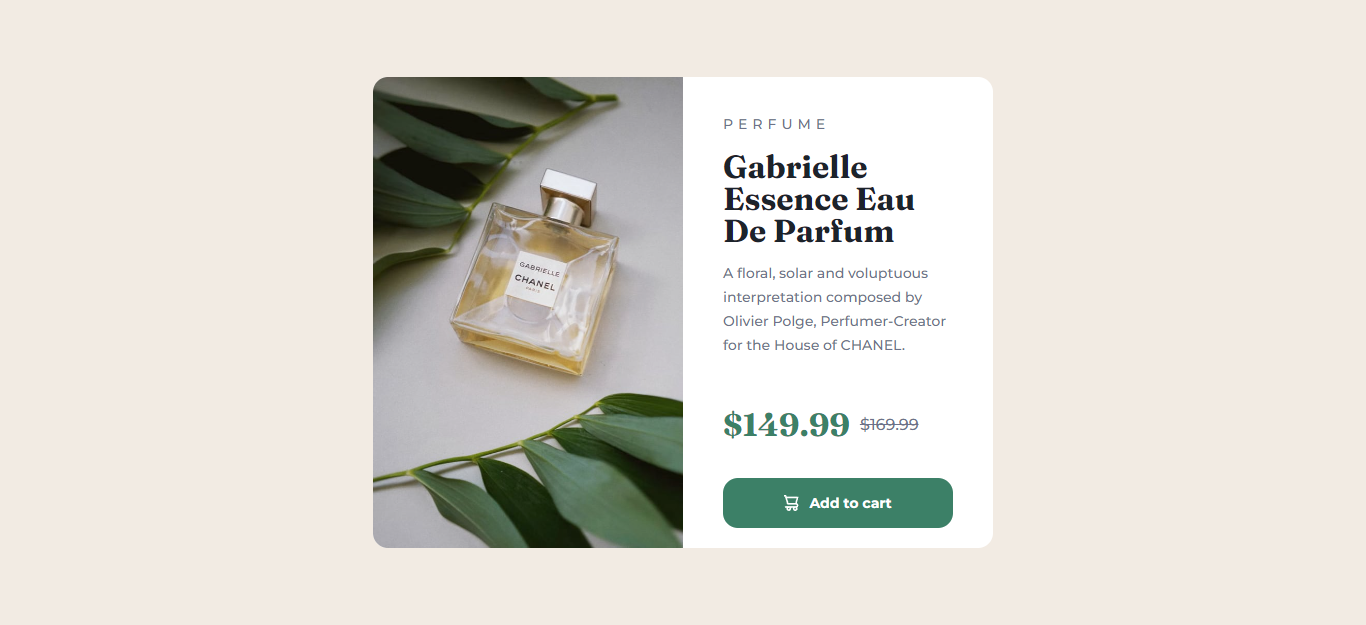 GABRIELLE
CHANEL
PARIS
PERFUME
Gabrielle
Essence Eau
De Parfum
A floral, solar and voluptuous
interpretation composed by
Olivier Polge, Perfumer-Creator
for the House of CHANEL.
$149.99 $169.99
Add to cart